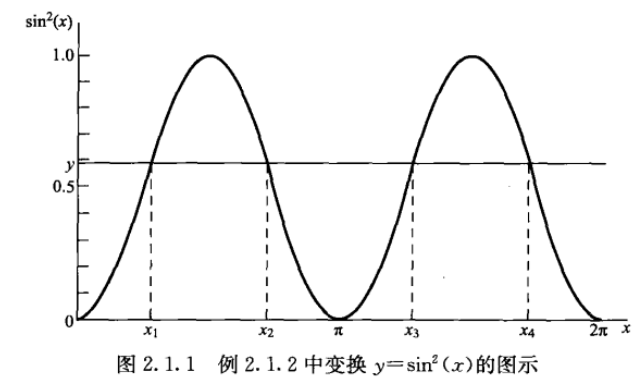 sin²(x)
1.0
y
0.5
0
x₁
x₂
π
x₃
x₄
2π
x
图 2.1.1 例 2.1.2 中变换 y=sin²(x)的图示